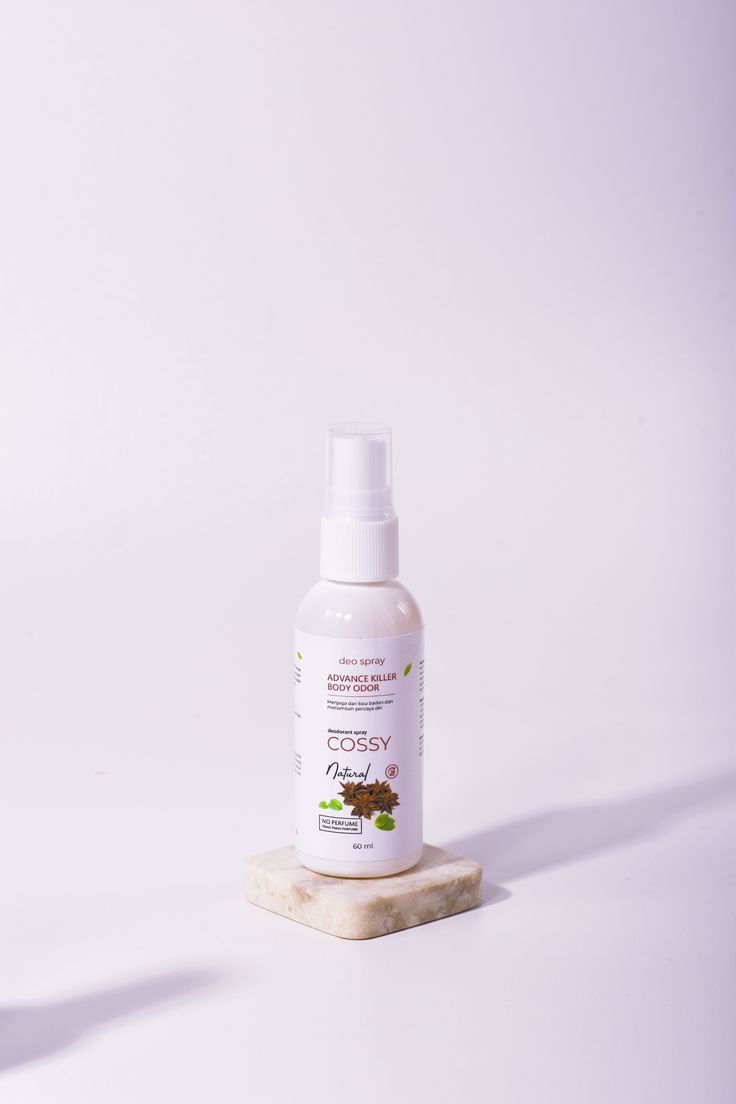 deo spray
ADVANCE KILLER
BODY ODOR
Menjaga dari bau badan dan
menambah percaya diri
deodorant spray
COSSY
Natural
NO PERFUME
60 ml